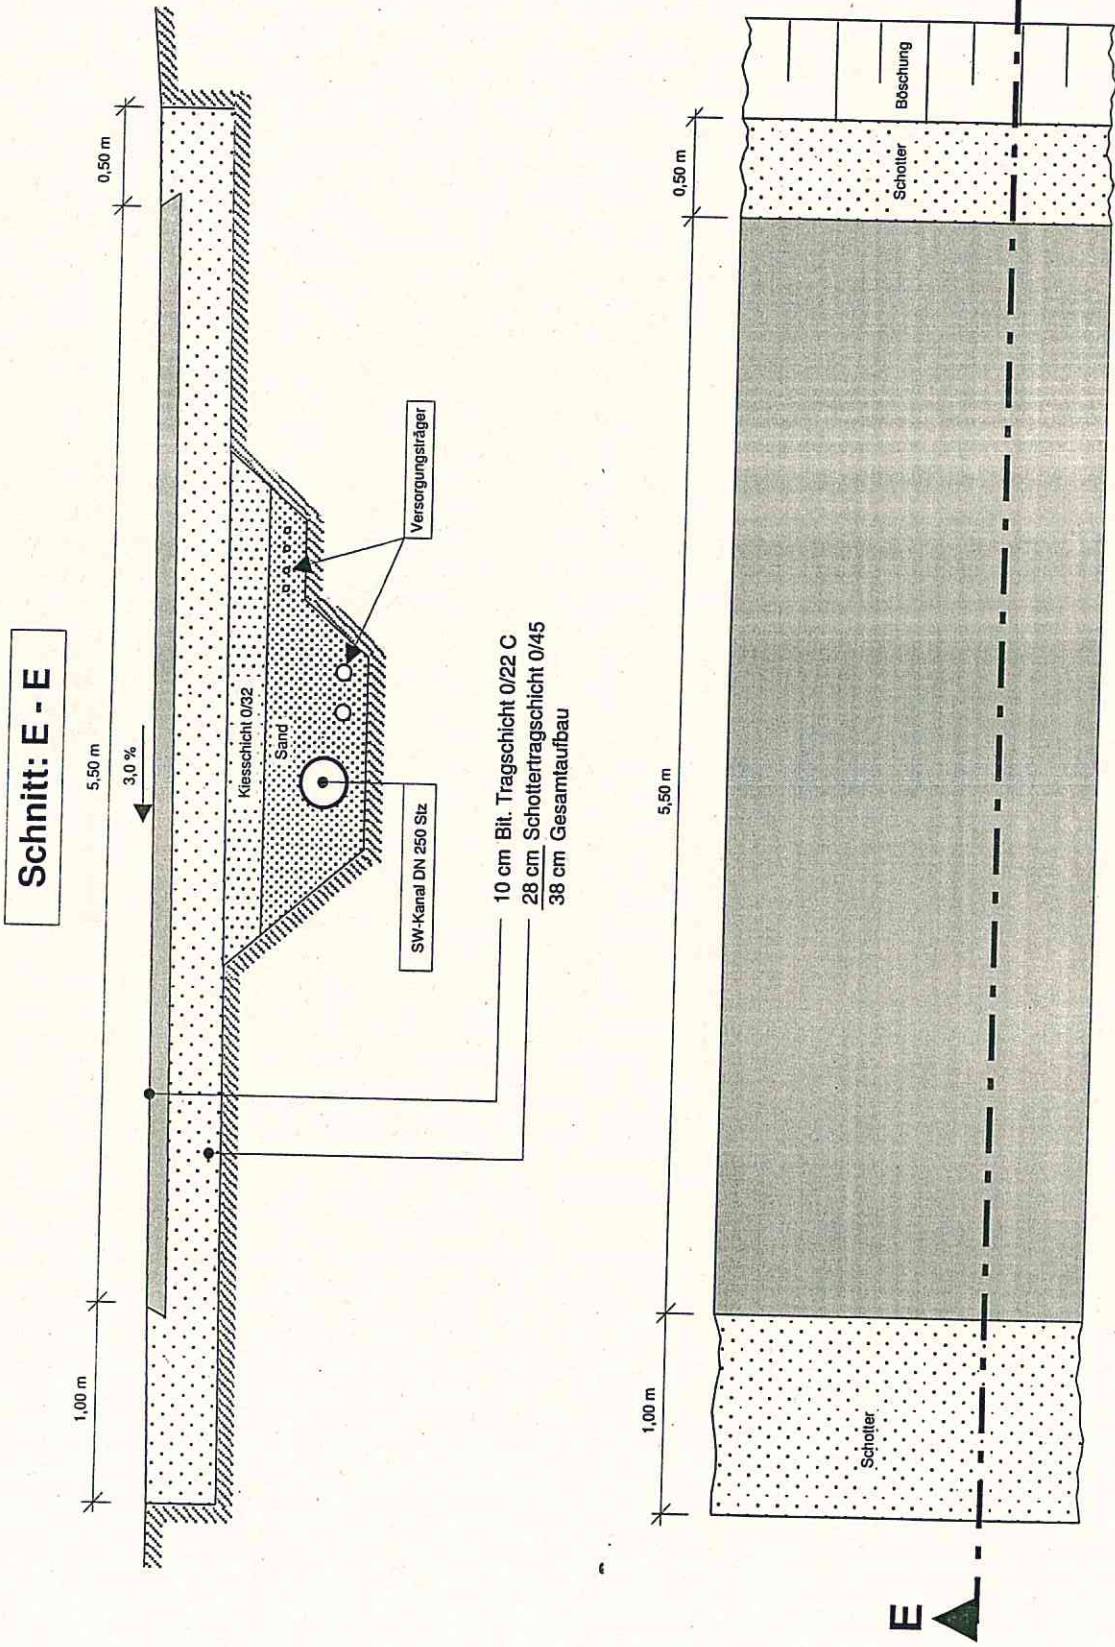 Schnitt: E - E
5,50 m
1,00 m
0,50 m
3,0 %
Kiesschicht 0/32
Sand
SW-Kanal DN 250 Stz
Versorgungsträger
10 cm Bit. Tragschicht 0/22 C
28 cm Schottertragschicht 0/45
38 cm Gesamtaufbau
1,00 m
5,50 m
0,50 m
Schotter
Schotter
Böschung
E